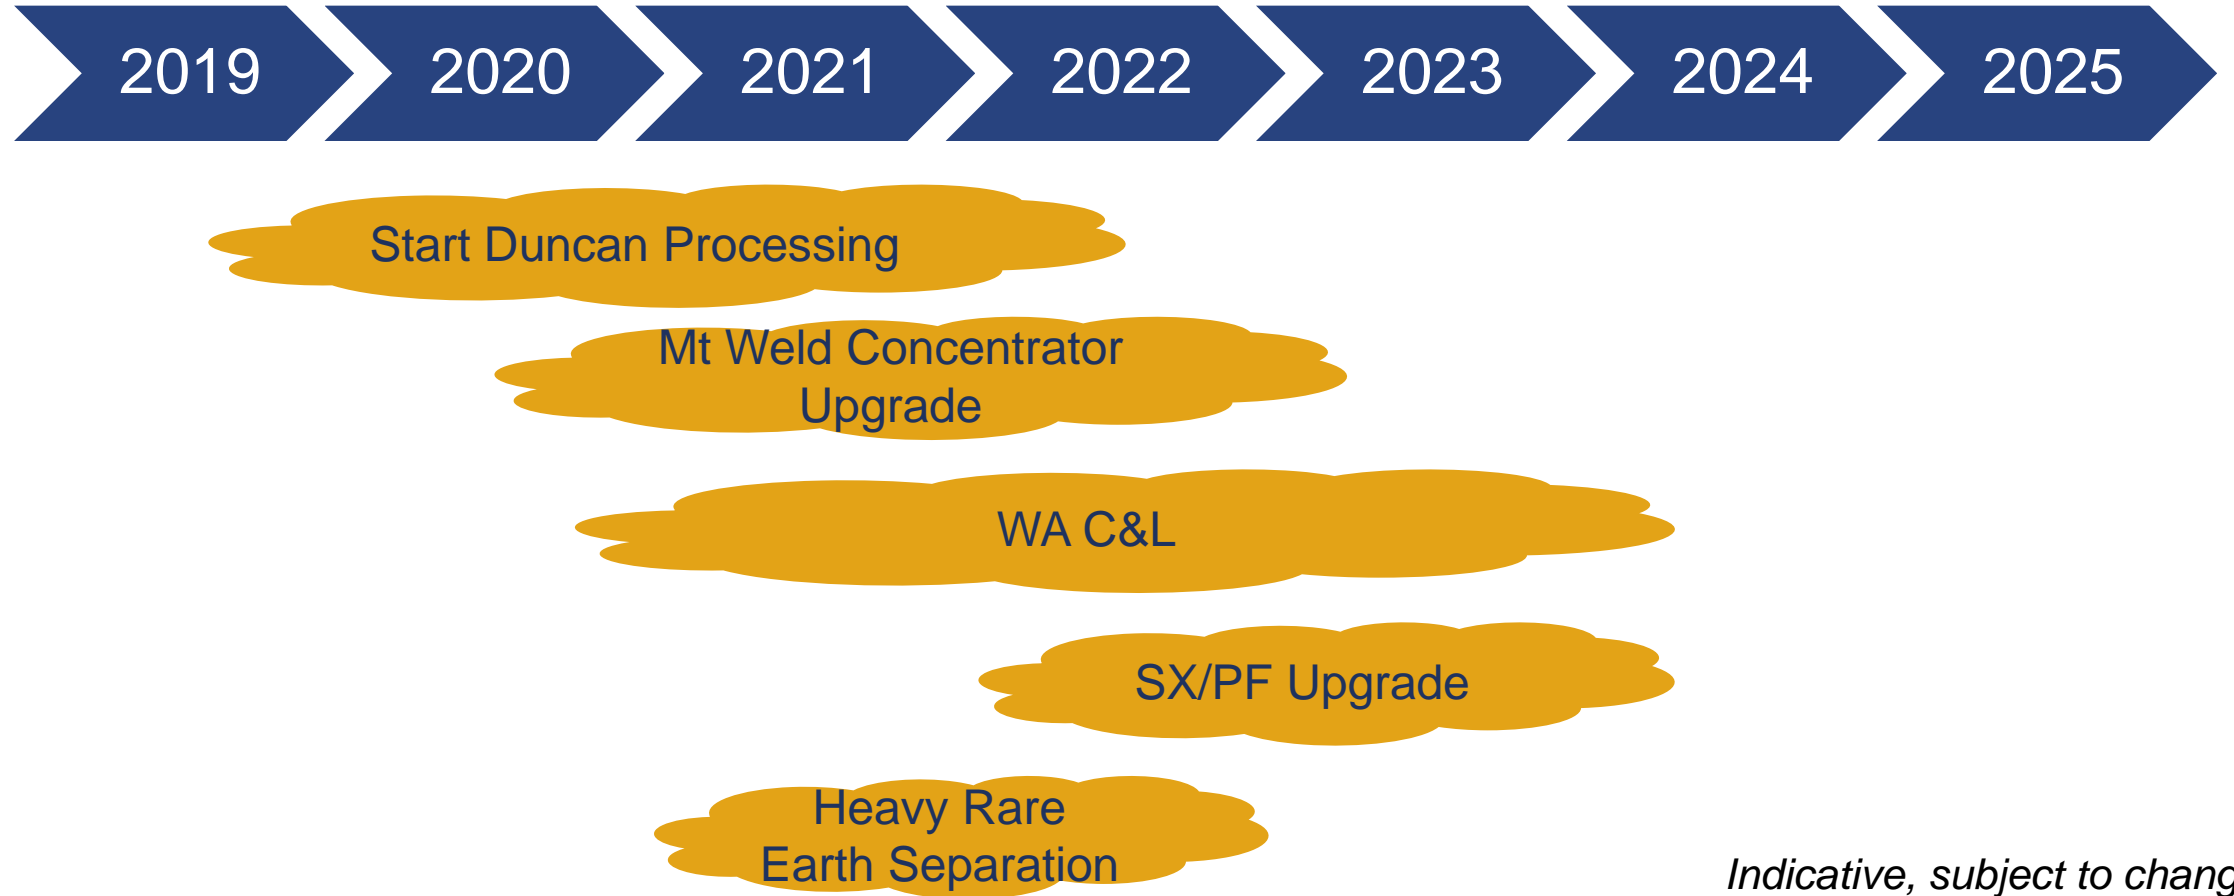 2019 2020 2021 2022 2023 2024 2025
Start Duncan Processing
Mt Weld Concentrator
Upgrade
WA C&L
SX/PF Upgrade
Heavy Rare
Earth Separation
Indicative, subject to chang